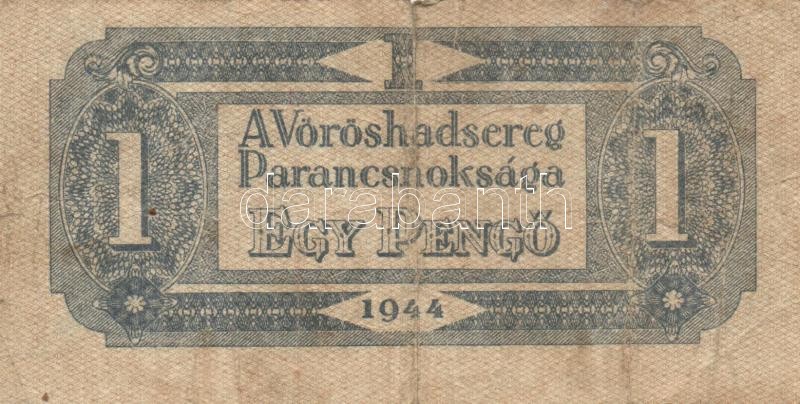 1
A Vöröshadsereg
Parancsnoksága
EGY PENGŐ
1 1
1944
darabanth